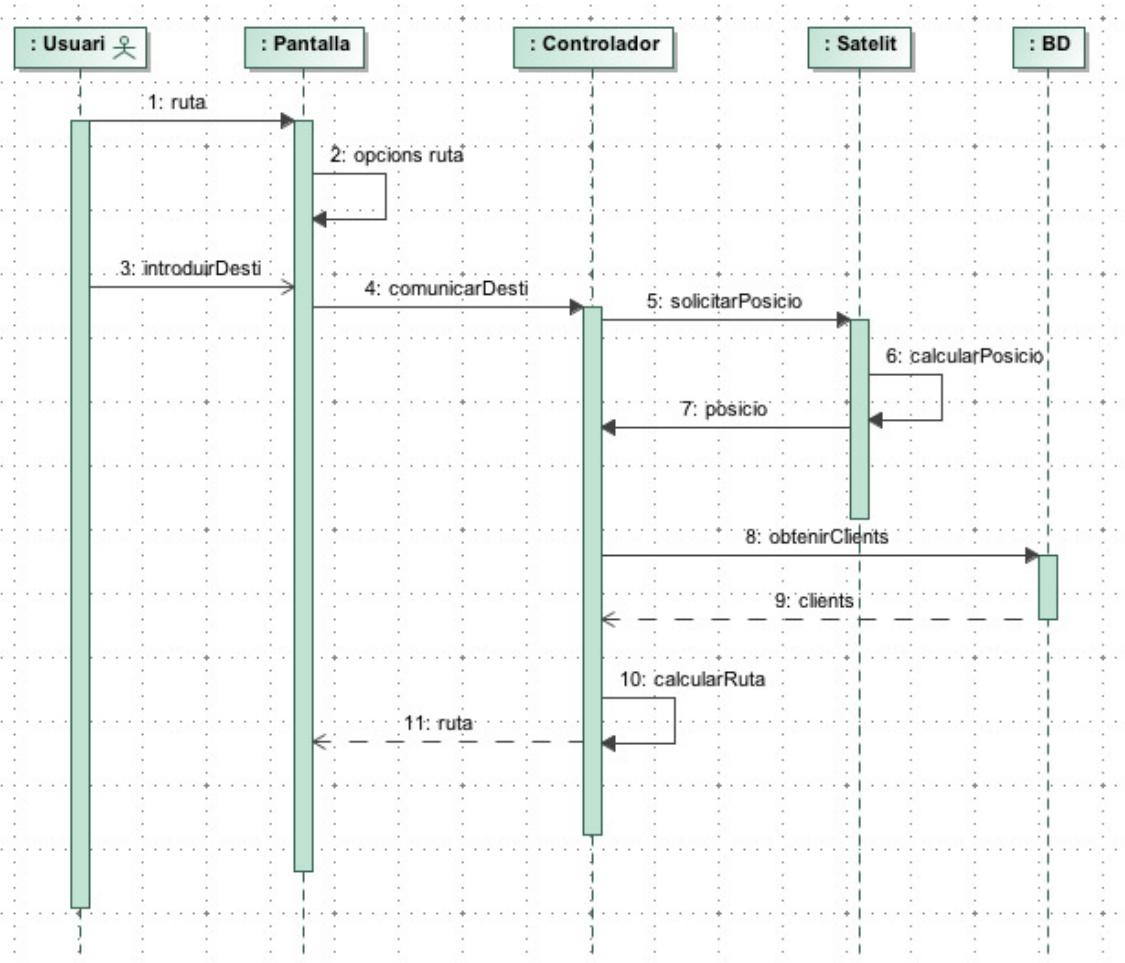 : Usuari
: Pantalla
: Controlador
: Satelit
: BD
1: ruta
2: opcions ruta
3: introduirDesti
4: comunicarDesti
5: solicitarPosicio
6: calcularPosicio
7: posicio
8: obtenirClients
9: clients
10: calcularRuta
11: ruta